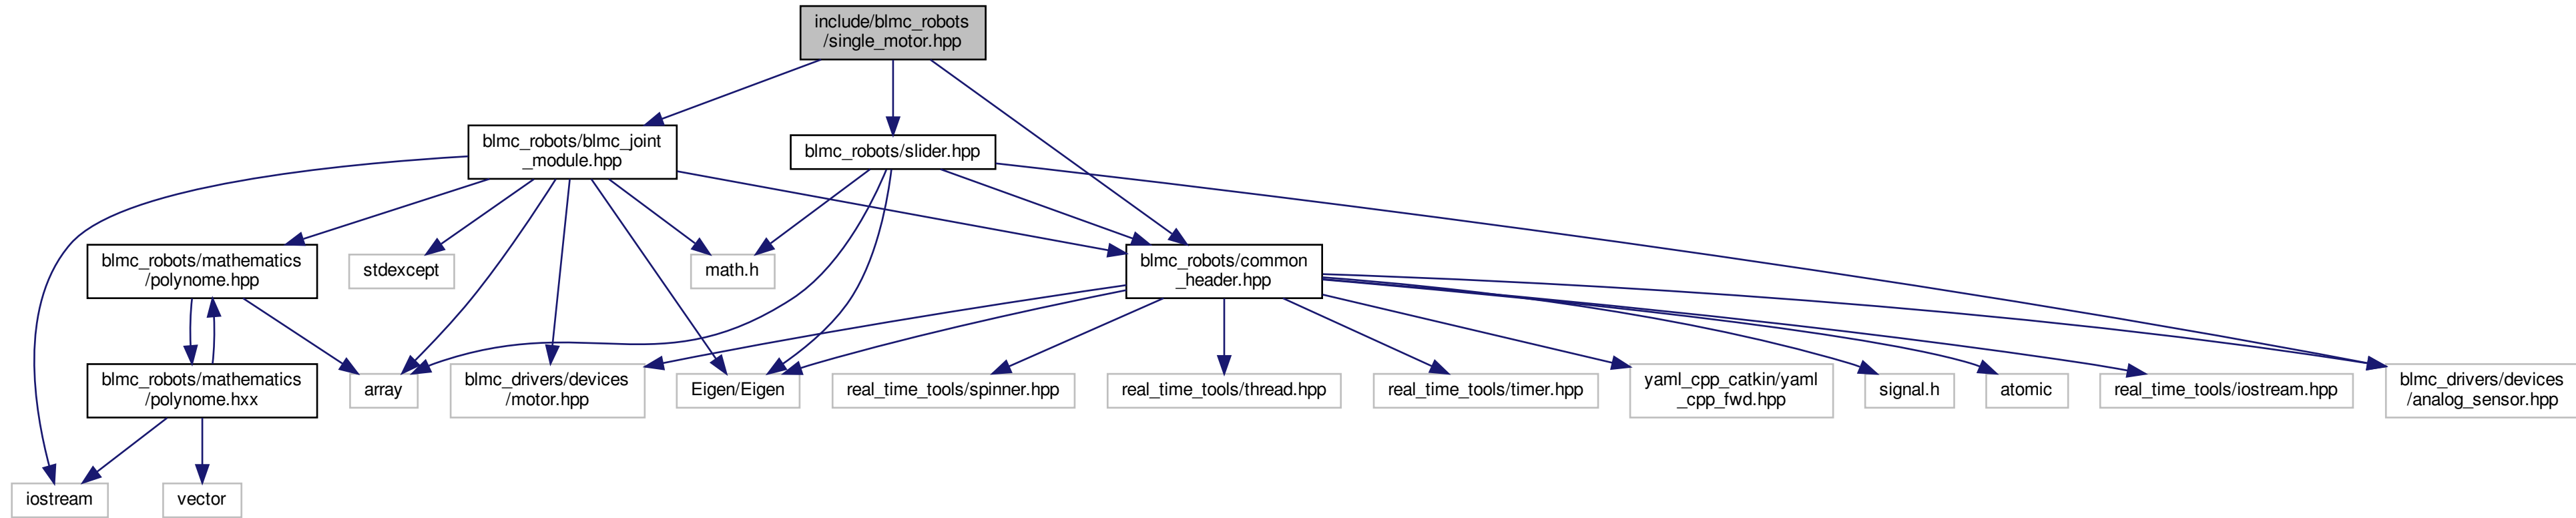 include/blmc_robots
/single_motor.hpp
blmc_robots/blmc_joint
_module.hpp
blmc_robots/slider.hpp
blmc_robots/mathematics
/polynome.hpp
stdexcept
math.h
blmc_robots/common
_header.hpp
blmc_robots/mathematics
/polynome.hxx
array
blmc_drivers/devices
/motor.hpp
Eigen/Eigen
real_time_tools/spinner.hpp
real_time_tools/thread.hpp
real_time_tools/timer.hpp
yaml_cpp_catkin/yaml
_cpp_fwd.hpp
signal.h
atomic
real_time_tools/iostream.hpp
blmc_drivers/devices
/analog_sensor.hpp
iostream
vector